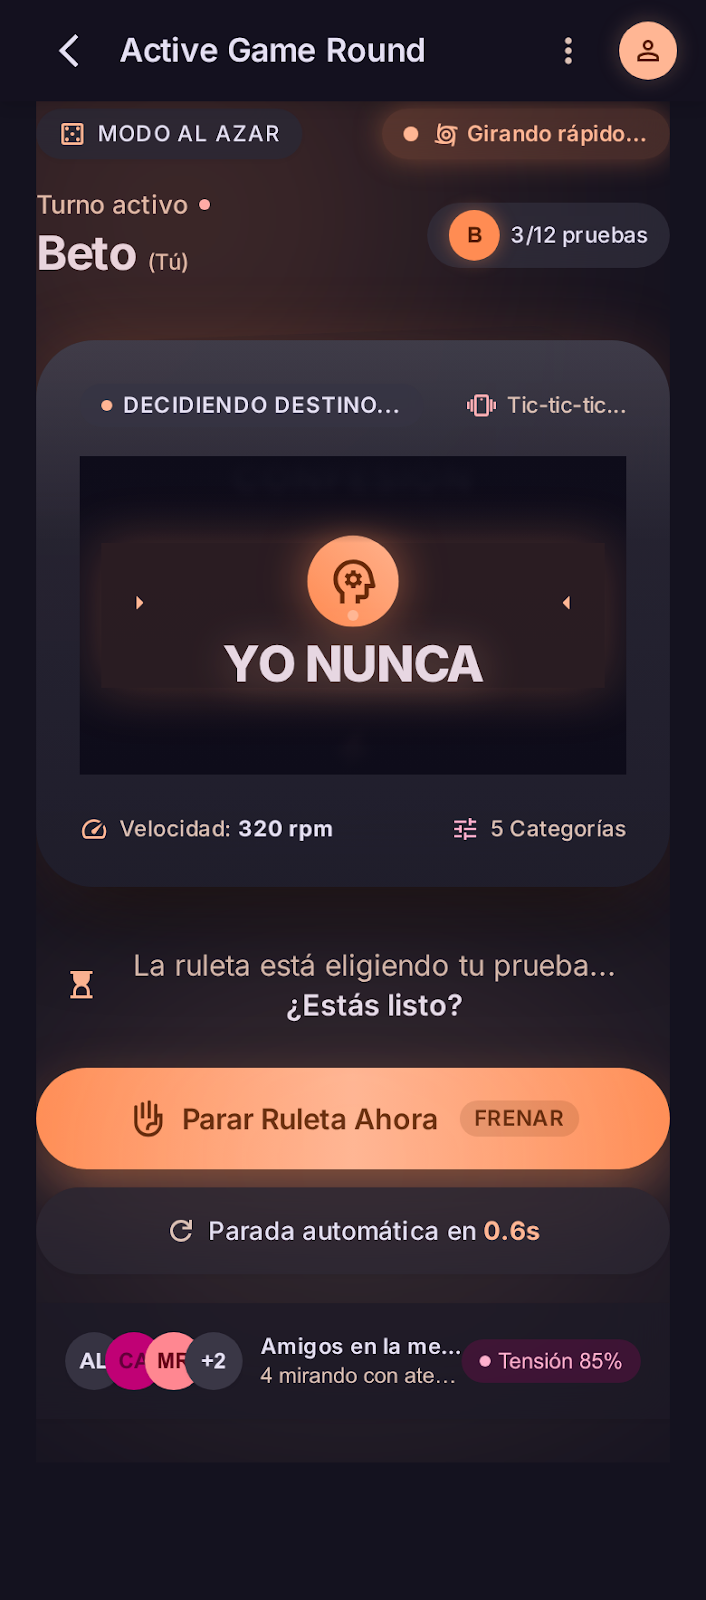 Active Game Round
MODO AL AZAR
Girando rápido...
Turno activo
Beto (Tú)
B 3/12 pruebas
DECIDIENDO DESTINO...
Tic-tic-tic...
YO NUNCA
Velocidad: 320 rpm
5 Categorías
La ruleta está eligiendo tu prueba...
¿Estás listo?
Parar Ruleta Ahora FRENAR
Parada automática en 0.6s
AL CA MR +2
Amigos en la me...
4 mirando con ate...
Tensión 85%